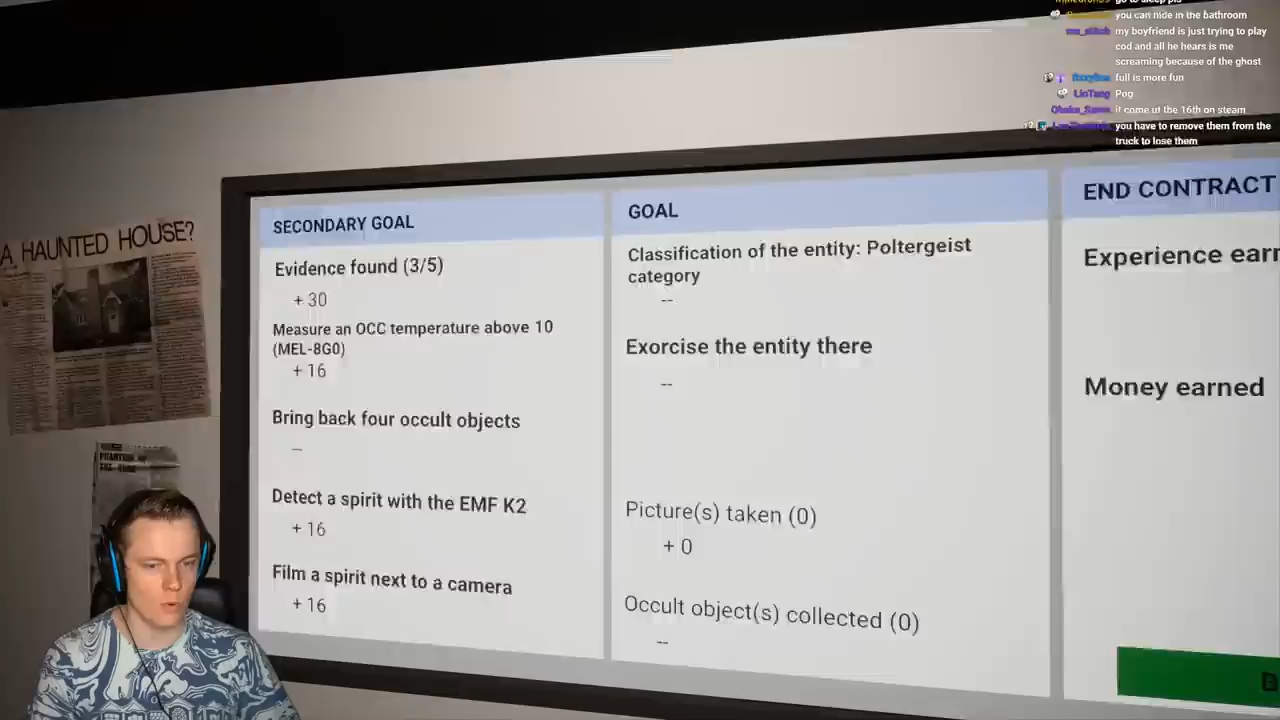 you can hide in the bathroom
my boyfriend is just trying to play
cod and all he hears is me
screaming because of the ghost
full is more fun
LinTang Pog
it come ut the 16th on steam
you have to remove them from the
truck to lose them
A HAUNTED HOUSE?
SECONDARY GOAL
Evidence found (3/5)
+ 30
Measure an OCC temperature above 10
(MEL-8G0)
+ 16
Bring back four occult objects
--
Detect a spirit with the EMF K2
+ 16
Film a spirit next to a camera
+ 16
GOAL
Classification of the entity: Poltergeist
category
--
Exorcise the entity there
--
Picture(s) taken (0)
+ 0
Occult object(s) collected (0)
--
END CONTRACT
Experience earn
Money earned